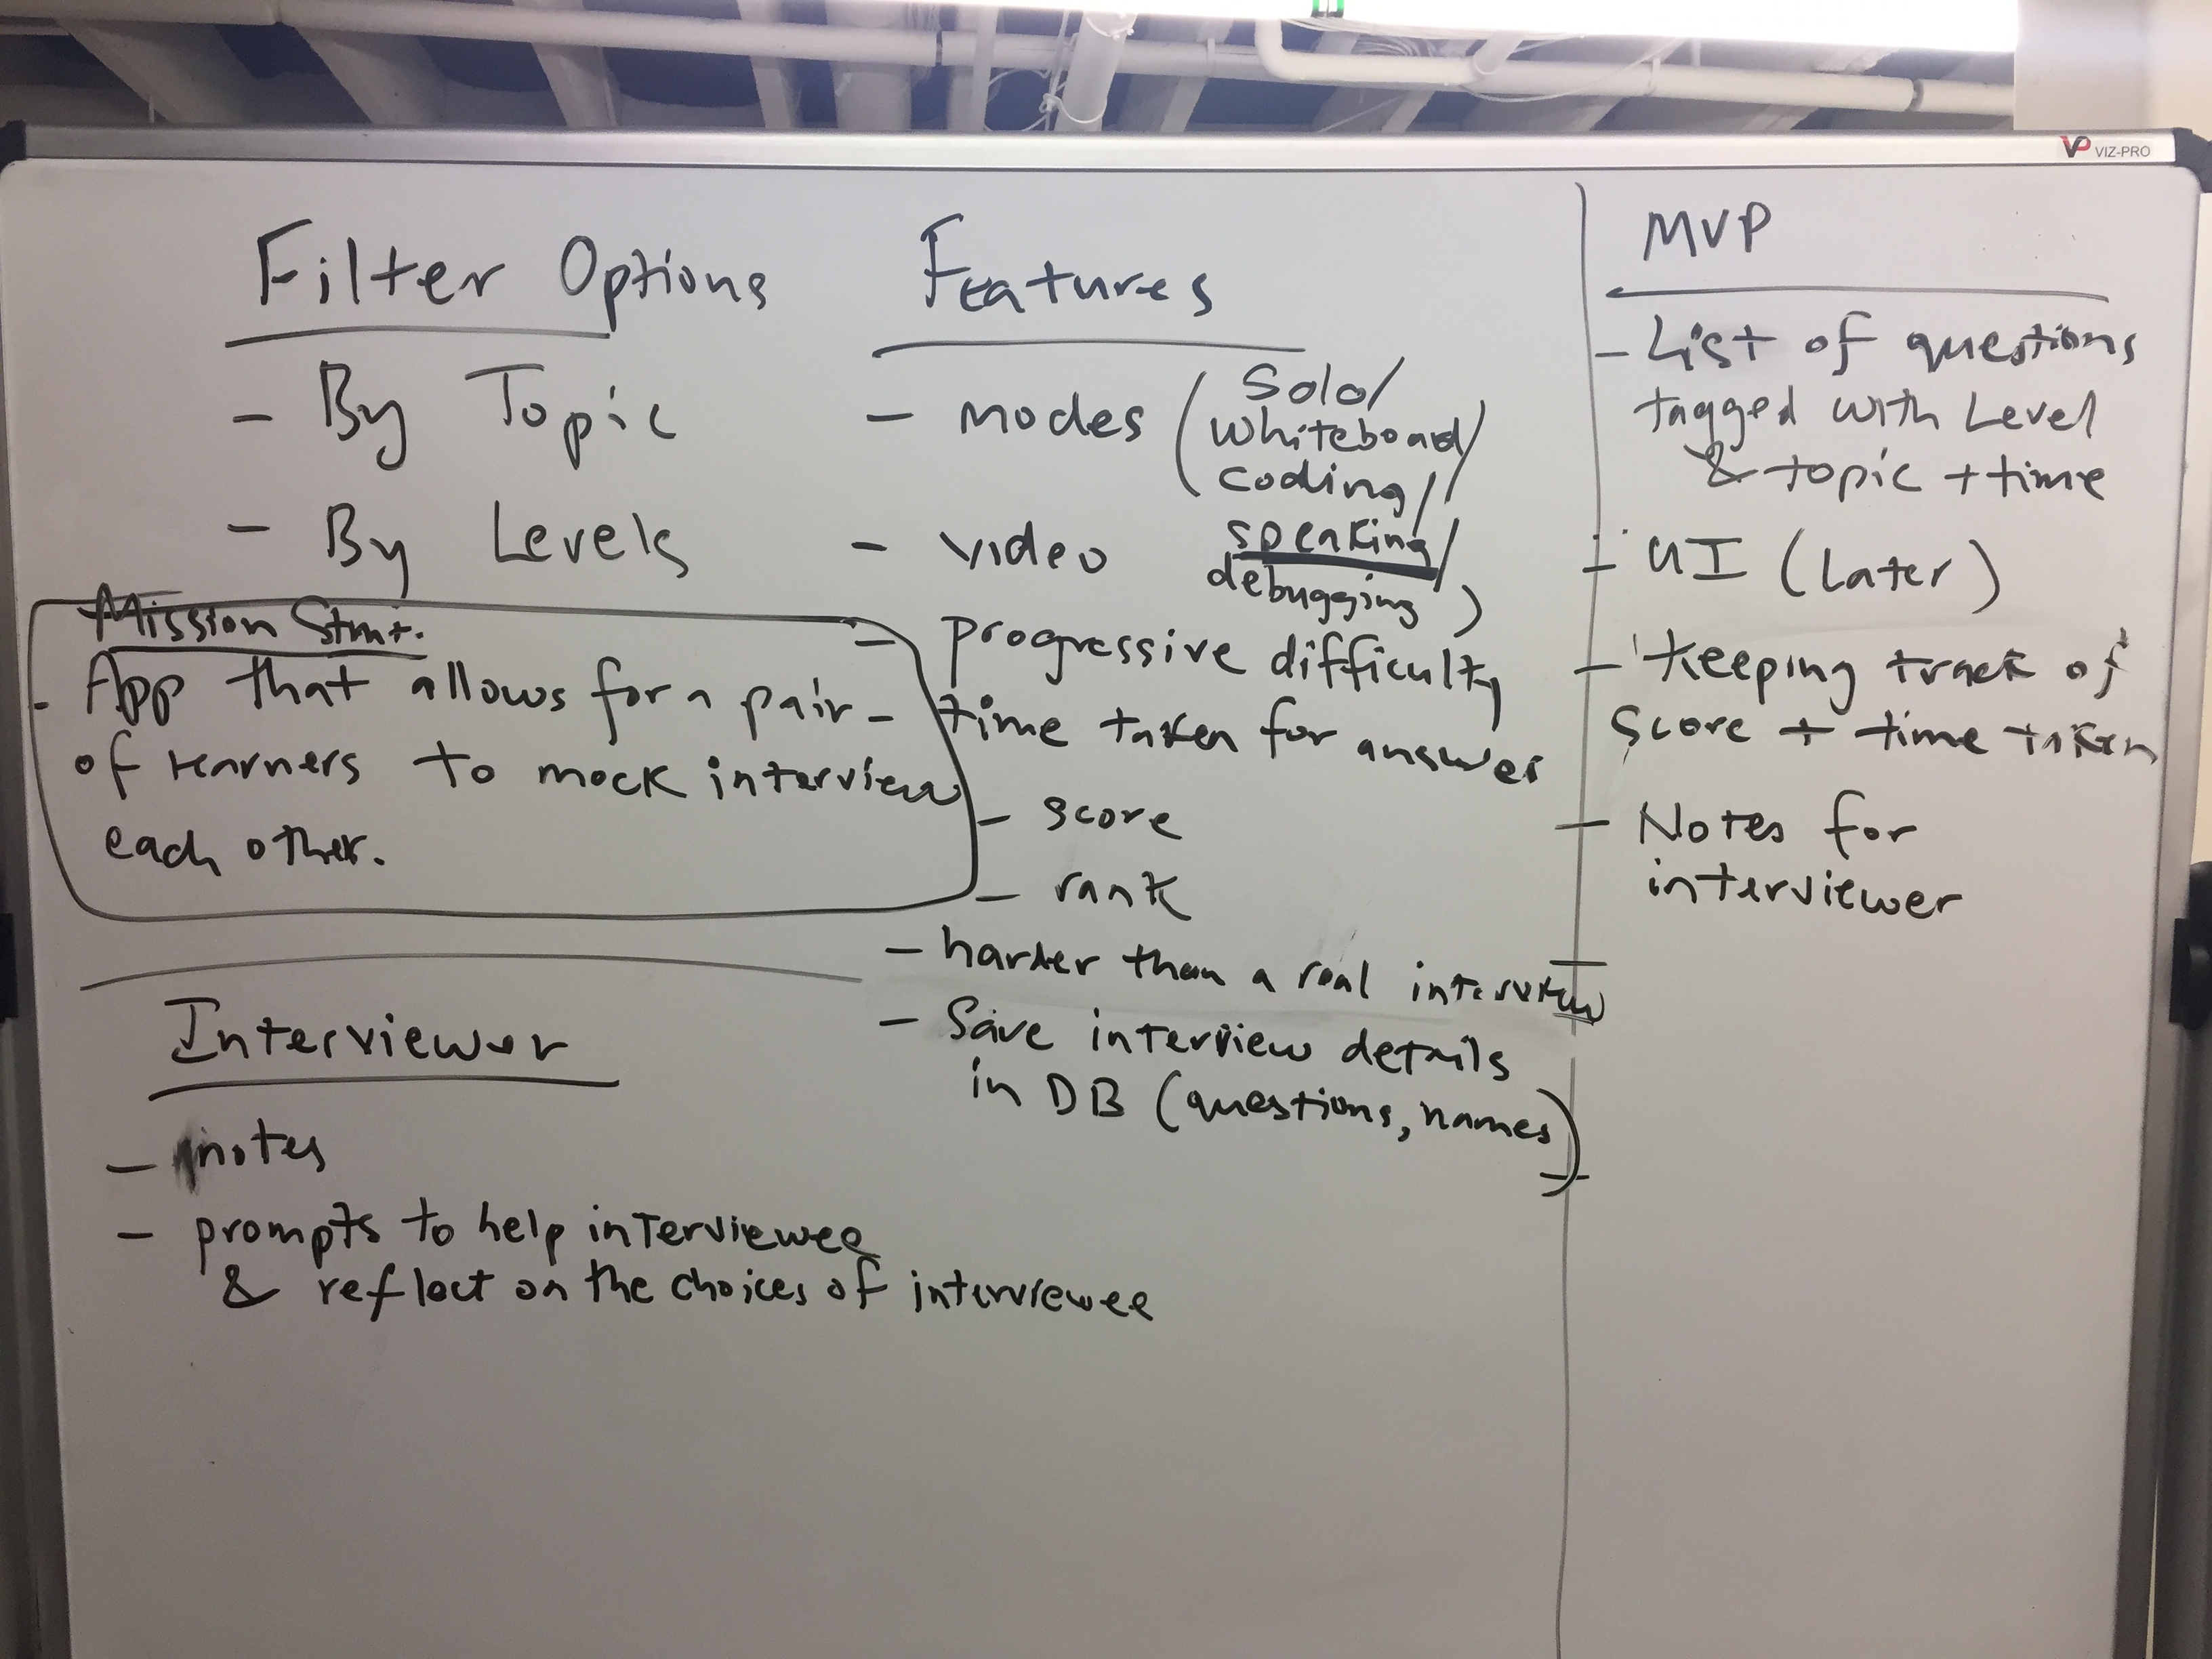 VP VIZ-PRO
Filter Options
- By Topic
- By Levels
Mission Stmt.
- App that allows for a pair
of learners to mock interview
each other.
Interviewer
- notes
- prompts to help interviewee
& reflect on the choices of interviewee
Features
- modes (Solo/
whiteboard/
coding//
speaking/
debugging)
- video
- progressive difficulty
- time taken for answer
- score
- rank
- harder than a real interview
- Save interview details
in DB (questions, names)
MVP
- List of questions
tagged with Level
& topic + time
- UI (Later)
- keeping track of
score + time taken
- Notes for
interviewer